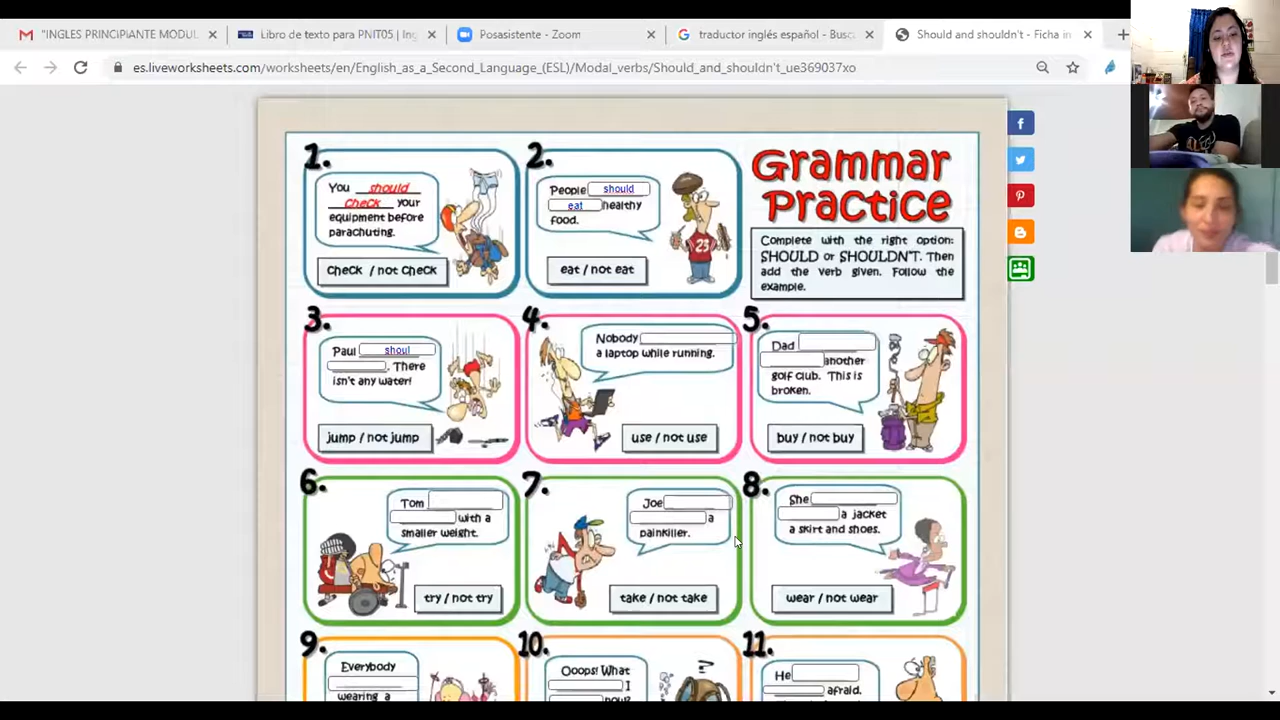 "INGLES PRINCIPIANTE MODUL
Libro de texto para PNIT05 | Ing
Posasistente - Zoom
traductor inglés español - Busc
Should and shouldn't - Ficha in
es.liveworksheets.com/worksheets/en/English_as_a_Second_Language_(ESL)/Modal_verbs/Should_and_shouldn't_ue369037xo
Grammar
Practice
Complete with the right option:
SHOULD or SHOULDN'T. Then
add the verb given. Follow the
example.
1.
You should
check your
equipment before
parachuting.
check / not check
2.
People should
eat healthy
food.
23
eat / not eat
3.
Paul shoul
. There
isn't any water!
jump / not jump
4.
Nobody
a laptop while running.
use / not use
5.
Dad
another
golf club. This is
broken.
buy / not buy
6.
Tom
with a
smaller weight.
try / not try
7.
Joe
a
painkiller.
take / not take
8.
She
a jacket
a skirt and shoes.
wear / not wear
9.
Everybody
wearing a
10.
Ooops! What
I
now?
?
11.
He
afraid.